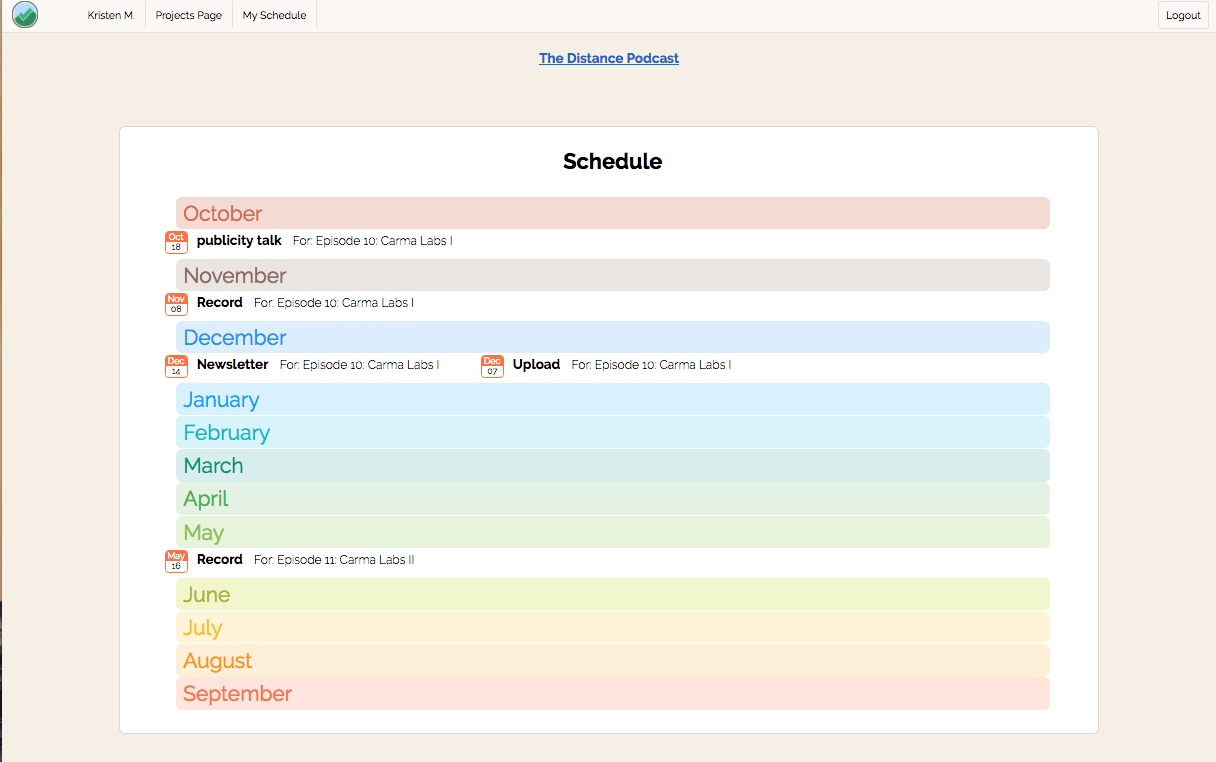 Kristen M. Projects Page My Schedule Logout
The Distance Podcast
Schedule
October
Oct 18 publicity talk For: Episode 10: Carma Labs I
November
Nov 08 Record For: Episode 10: Carma Labs I
December
Dec 14 Newsletter For: Episode 10: Carma Labs I Dec 07 Upload For: Episode 10: Carma Labs I
January
February
March
April
May
May 16 Record For: Episode 11: Carma Labs II
June
July
August
September